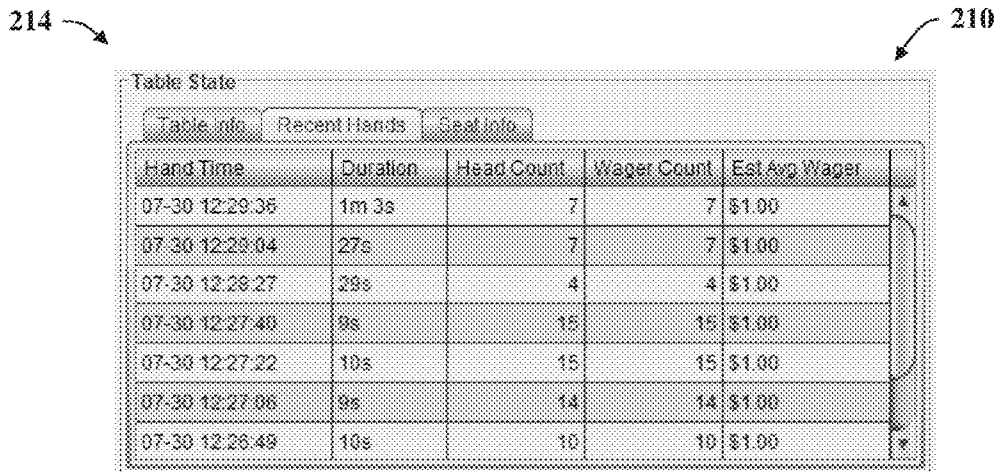 214 210
Table State
Table Info Recent Hands Seat Info
Hand Time Duration Head Count Wager Count Est Avg Wager
07-30 12:29:36 1m 3s 7 7 $1.00
07-30 12:29:04 27s 7 7 $1.00
07-30 12:28:27 29s 4 4 $1.00
07-30 12:27:40 9s 15 15 $1.00
07-30 12:27:22 10s 15 15 $1.00
07-30 12:27:06 9s 14 14 $1.00
07-30 12:26:49 10s 10 10 $1.00